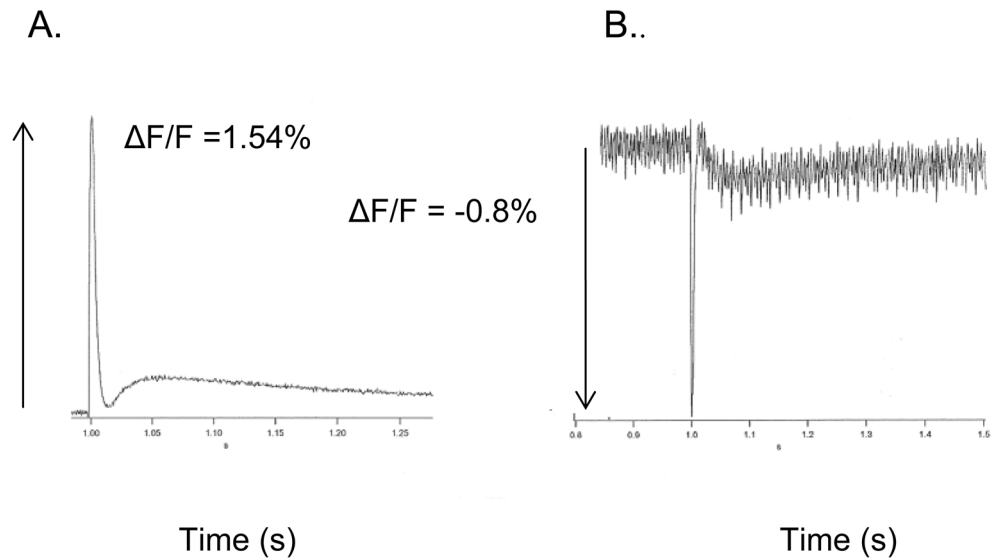 A.
B..
ΔF/F =1.54%
ΔF/F = -0.8%
1.00 1.05 1.10 1.15 1.20 1.25
s
0.8 0.9 1.0 1.1 1.2 1.3 1.4 1.5
s
Time (s)
Time (s)